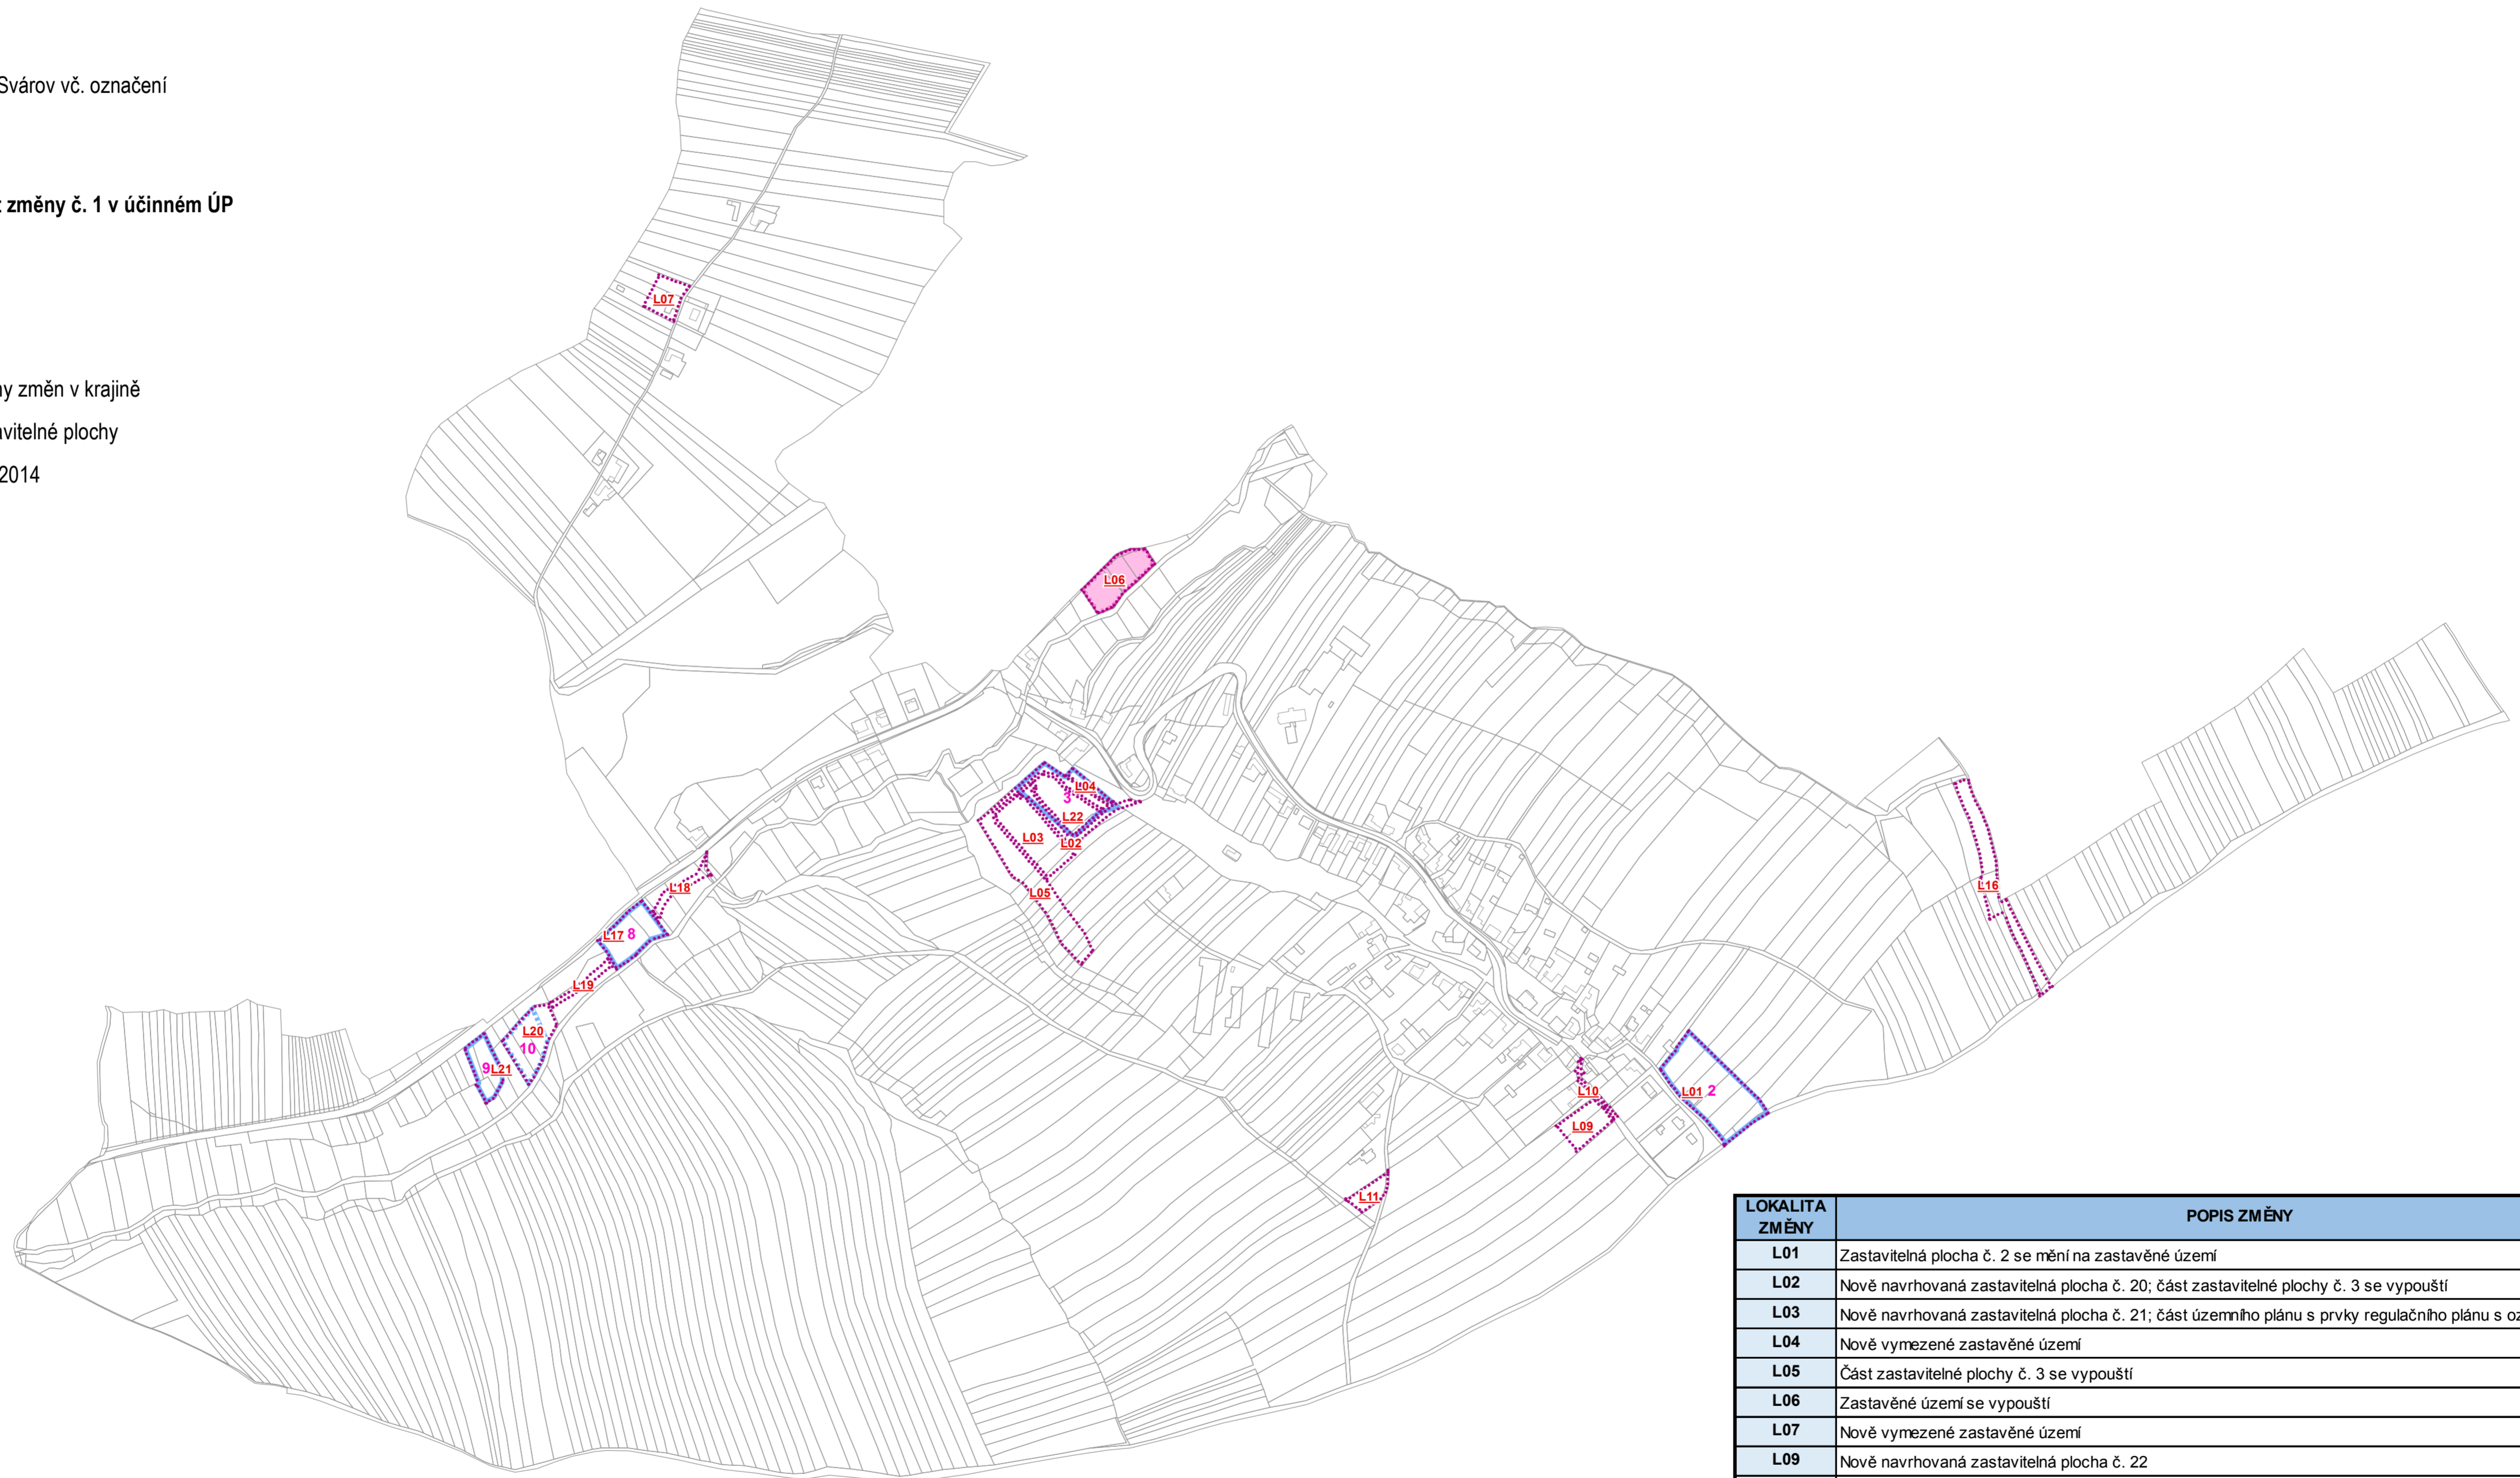 Svárov vč. označení
změny č. 1 v účinném ÚP
změn v krajině
plochy
2014
L07
L06
L04
3
L22
L03
L02
L05
L18
L17 8
L19
L20
10
9 L21
L16
L01 2
L10
L09
L11
LOKALITA ZMĚNY
POPIS ZMĚNY
L01 Zastavitelná plocha č. 2 se mění na zastavěné území
L02 Nově navrhovaná zastavitelná plocha č. 20; část zastavitelné plochy č. 3 se vypouští
L03 Nově navrhovaná zastavitelná plocha č. 21; část územního plánu s prvky regulačního plánu s
L04 Nově vymezené zastavěné území
L05 Část zastavitelné plochy č. 3 se vypouští
L06 Zastavěné území se vypouští
L07 Nově vymezené zastavěné území
L09 Nově navrhovaná zastavitelná plocha č. 22